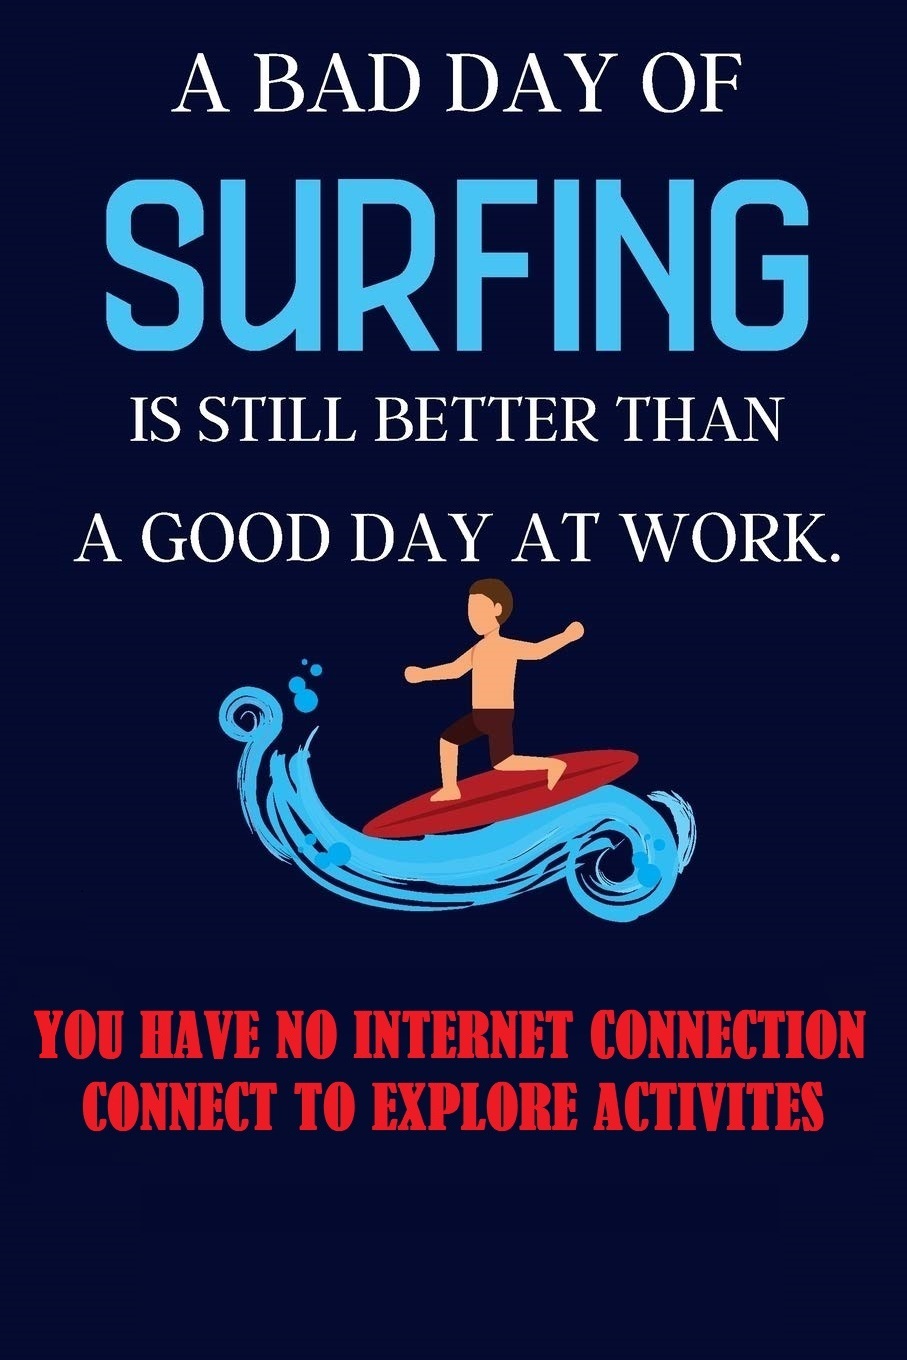 A BAD DAY OF
SURFING
IS STILL BETTER THAN
A GOOD DAY AT WORK.
YOU HAVE NO INTERNET CONNECTION
CONNECT TO EXPLORE ACTIVITES